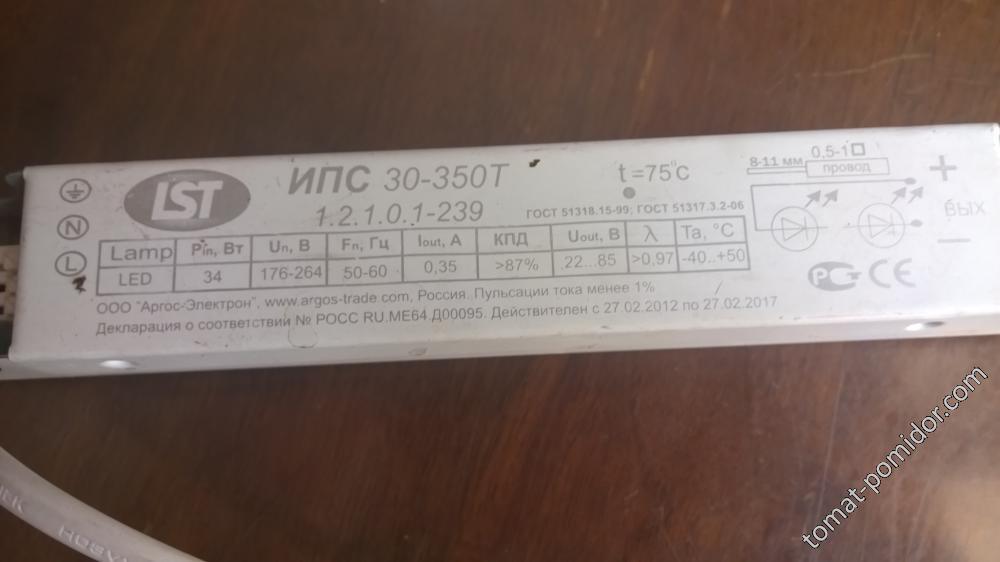 LST
ИПС 30-350Т
t=75°C
1.2.1.0.1-239
ГОСТ 51318.15-99; ГОСТ 51317.3.2-06
N
L
Lamp Pin, Вт Uп, В Fп, Гц Iout, А КПД Uout, В λ Ta, °C
LED 34 176-264 50-60 0,35 >87% 22...85 >0,97 -40..+50
ООО "Аргос-Электрон", www.argos-trade.com, Россия. Пульсации тока менее 1%
Декларация о соответствии № РОСС RU.МЕ64.Д00095. Действителен с 27.02.2012 по 27.02.2017
8-11 мм
0,5-1
провод
+
ВЫХ
−
РСТ CE
tomat-pomidor.com